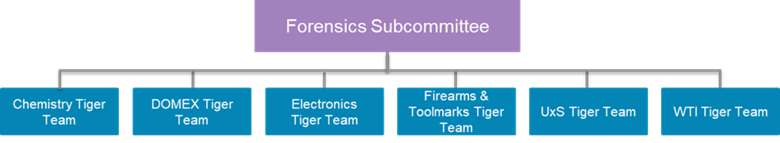 Forensics Subcommittee
Chemistry Tiger
Team
DOMEX Tiger
Team
Electronics
Tiger Team
Firearms &
Toolmarks Tiger
Team
UxS Tiger Team
WTI Tiger Team